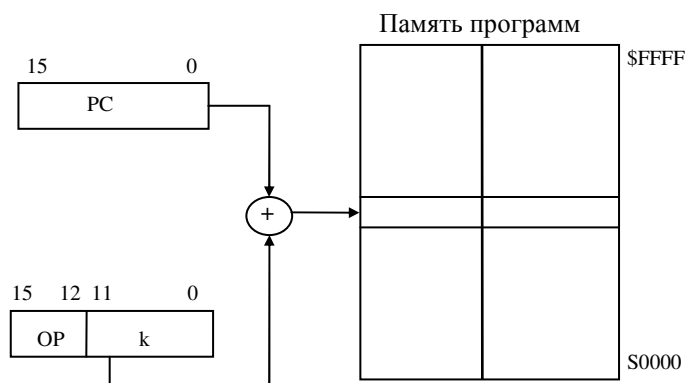 Память программ
$FFFF
15 0
PC
+
15 12 11 0
OP k
S0000